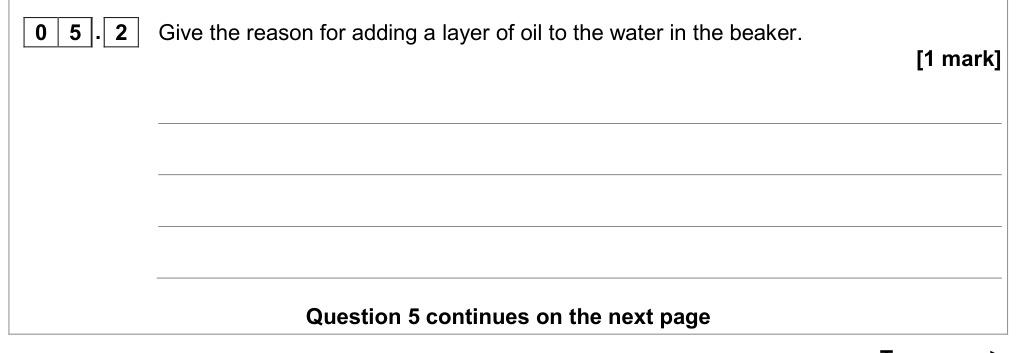 0 5 . 2 Give the reason for adding a layer of oil to the water in the beaker.
[1 mark]
Question 5 continues on the next page